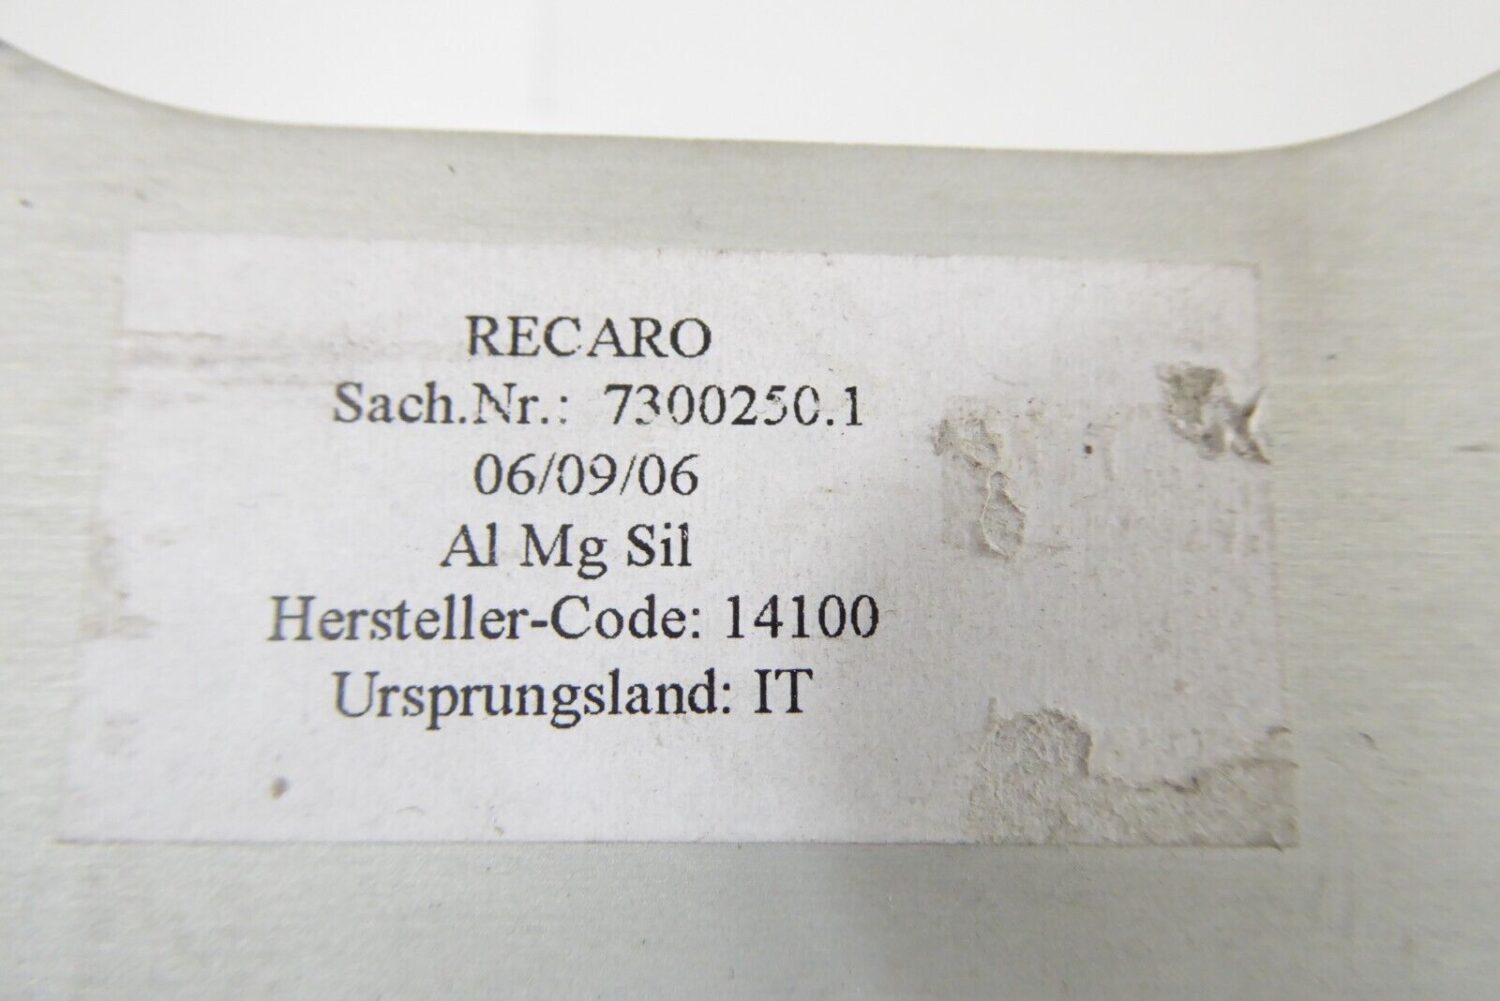 RECARO
Sach.Nr.: 7300250.1
06/09/06
Al Mg Sil
Hersteller-Code: 14100
Ursprungsland: IT